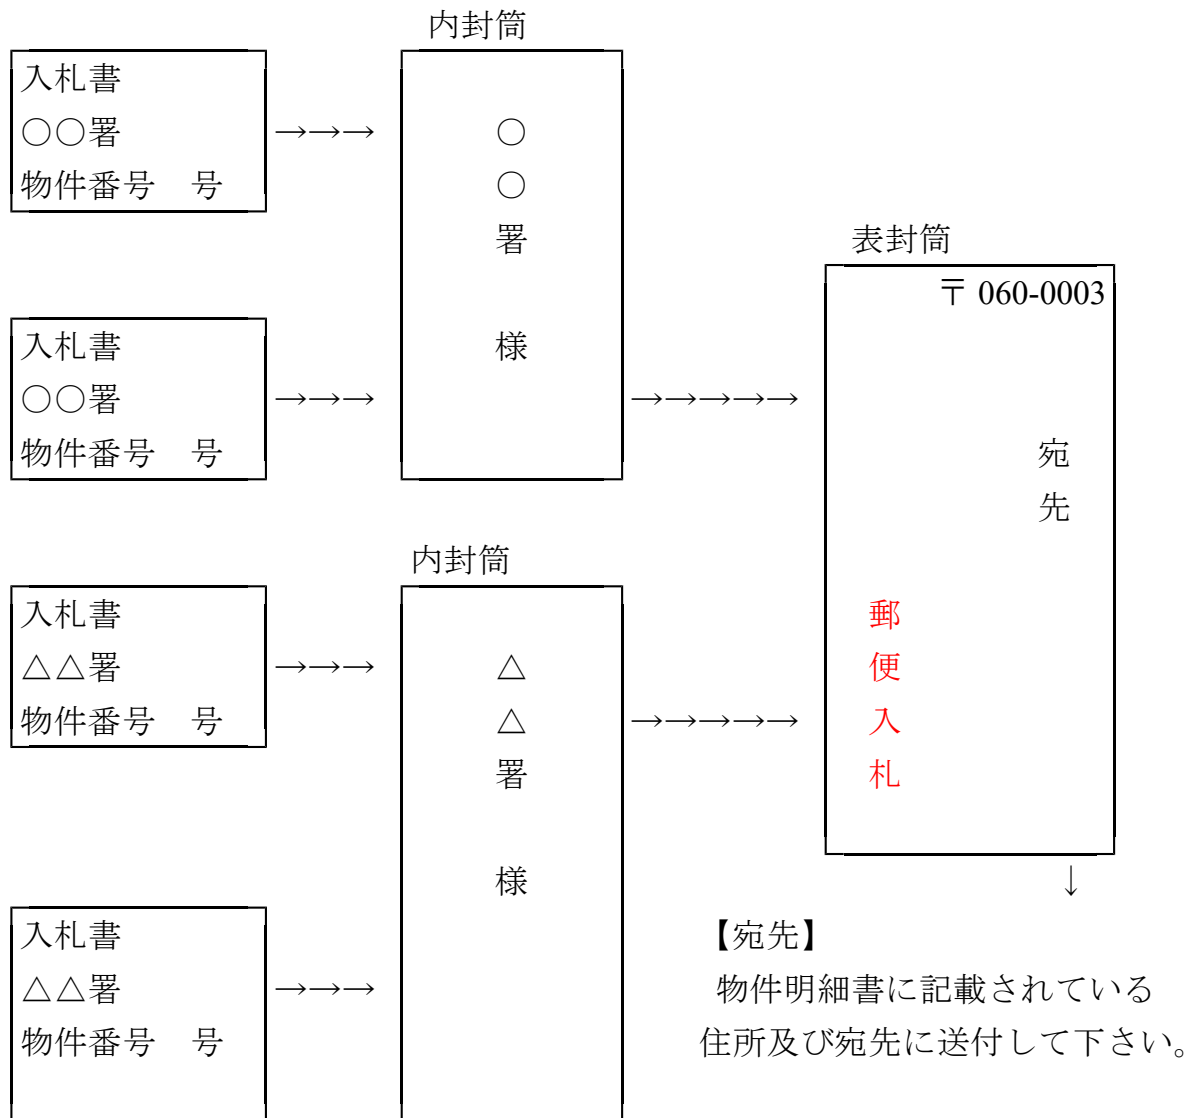 内封筒
入札書
○○署
物件番号　号
→→→
○○署　様
入札書
○○署
物件番号　号
→→→
→→→→→
内封筒
入札書
△△署
物件番号　号
→→→
△△署　様
入札書
△△署
物件番号　号
→→→
→→→→→
表封筒
〒 060-0003
宛先
郵便入札
↓
【宛先】
物件明細書に記載されている
住所及び宛先に送付して下さい。